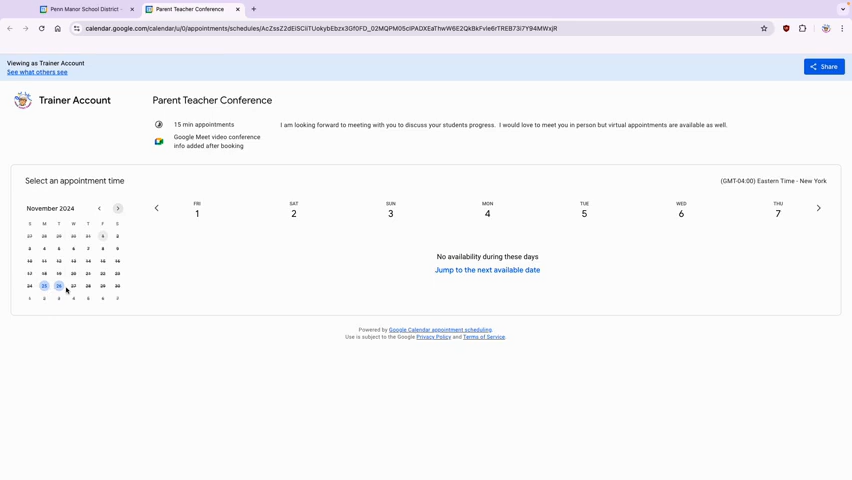 Penn Manor School District -
Parent Teacher Conference
calendar.google.com/calendar/u/0/appointments/schedules/AcZssZ2dEiSCiiTUokybEbzx3Gf0FD_02MQPM05cIPADXEaThwW6E2QkBkFvIe6rTREB73i7Y94MWxjR
Viewing as Trainer Account
See what others see
Share
Trainer Account
Parent Teacher Conference
15 min appointments
I am looking forward to meeting with you to discuss your students progress. I would love to meet you in person but virtual appointments are available as well.
Google Meet video conference
info added after booking
Select an appointment time
(GMT-04:00) Eastern Time - New York
November 2024
S M T W T F S
27 28 29 30 31 1 2
3 4 5 6 7 8 9
10 11 12 13 14 15 16
17 18 19 20 21 22 23
24 25 26 27 28 29 30
1 2 3 4 5 6 7
FRI SAT SUN MON TUE WED THU
1 2 3 4 5 6 7
No availability during these days
Jump to the next available date
Powered by Google Calendar appointment scheduling.
Use is subject to the Google Privacy Policy and Terms of Service.